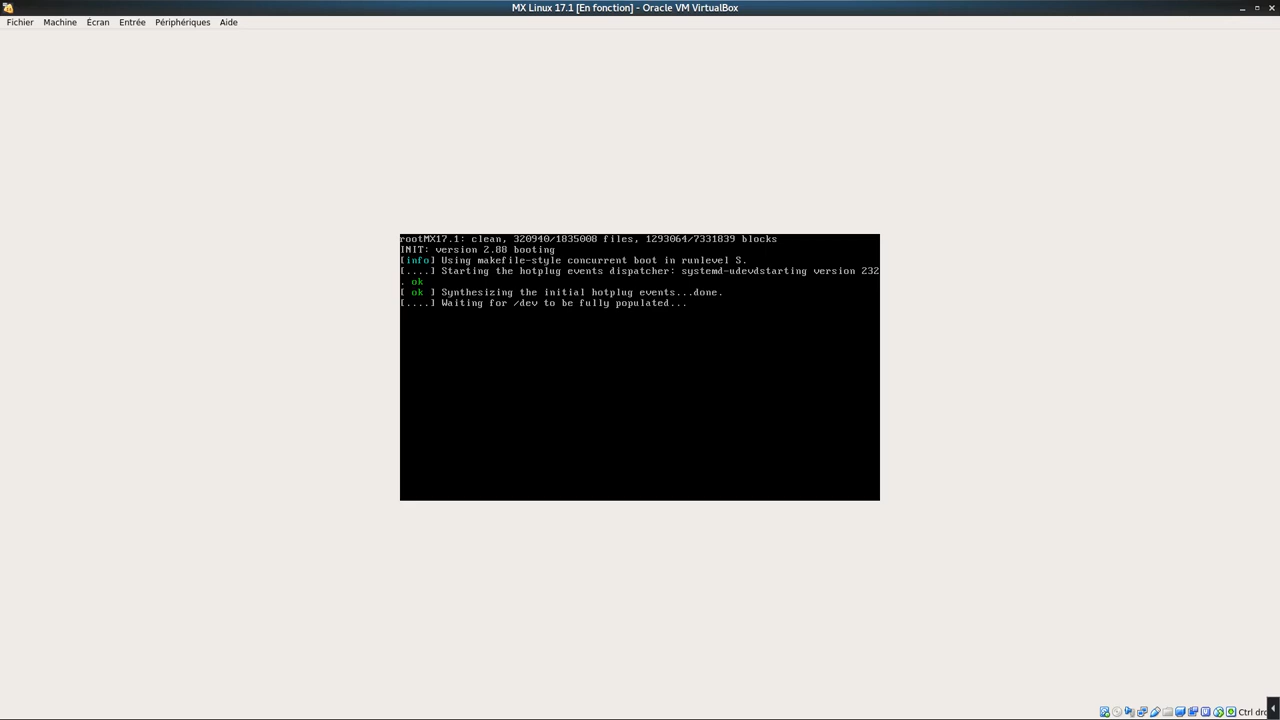 MX Linux 17.1 [En fonction] - Oracle VM VirtualBox
Fichier Machine Écran Entrée Périphériques Aide
rootMX17.1: clean, 320940/1835008 files, 1293064/7331839 blocks
INIT: version 2.88 booting
[info] Using makefile-style concurrent boot in runlevel S.
[....] Starting the hotplug events dispatcher: systemd-udevdstarting version 232
. ok
[ ok ] Synthesizing the initial hotplug events...done.
[....] Waiting for /dev to be fully populated...
Ctrl dro